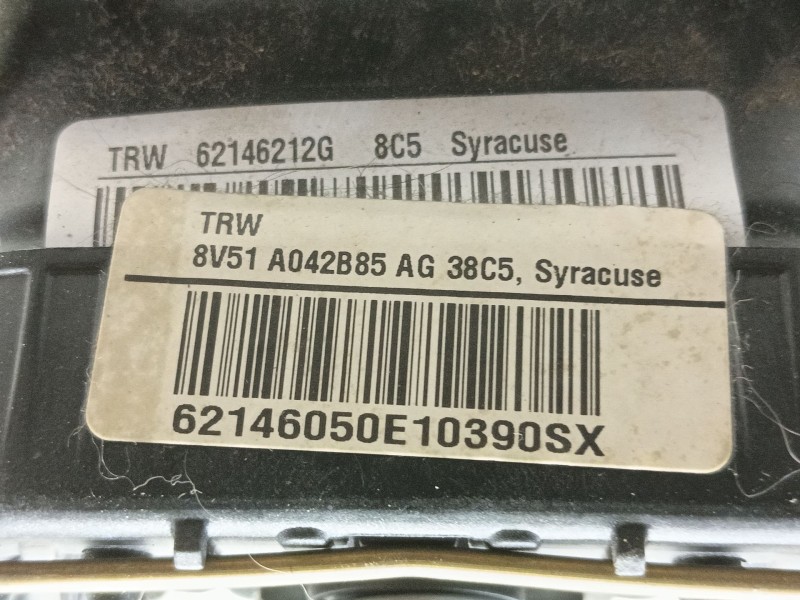 TRW 62146212G 8C5 Syracuse
TRW
8V51 A042B85 AG 38C5, Syracuse
62146050E10390SX